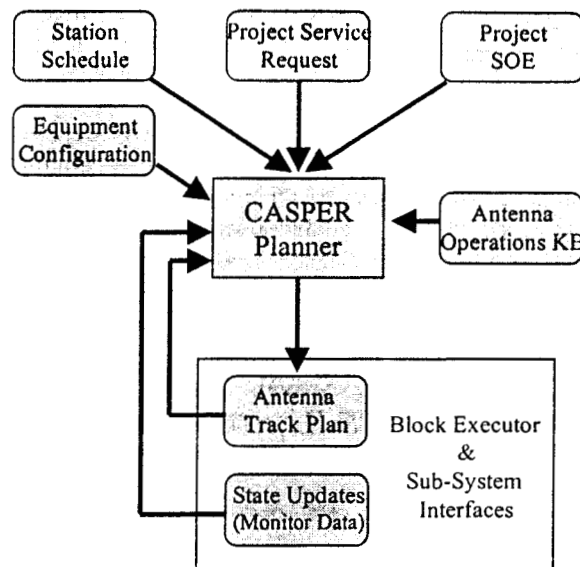 Station
Schedule
Project Service
Request
Project
SOE
Equipment
Configuration
CASPER
Planner
Antenna
Operations KB
Antenna
Track Plan
Block Executor
&
Sub-System
Interfaces
State Updates
(Monitor Data)